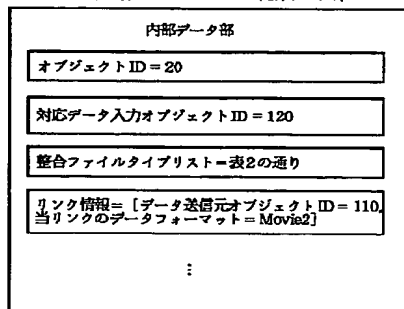 内部データ部
オブジェクトID=20
対応データ入力オブジェクトID=120
整合ファイルタイプリスト=表2の通り
リンク情報=[データ送信元オブジェクトID=110,
当リンクのデータフォーマット=Movie2]
⋮